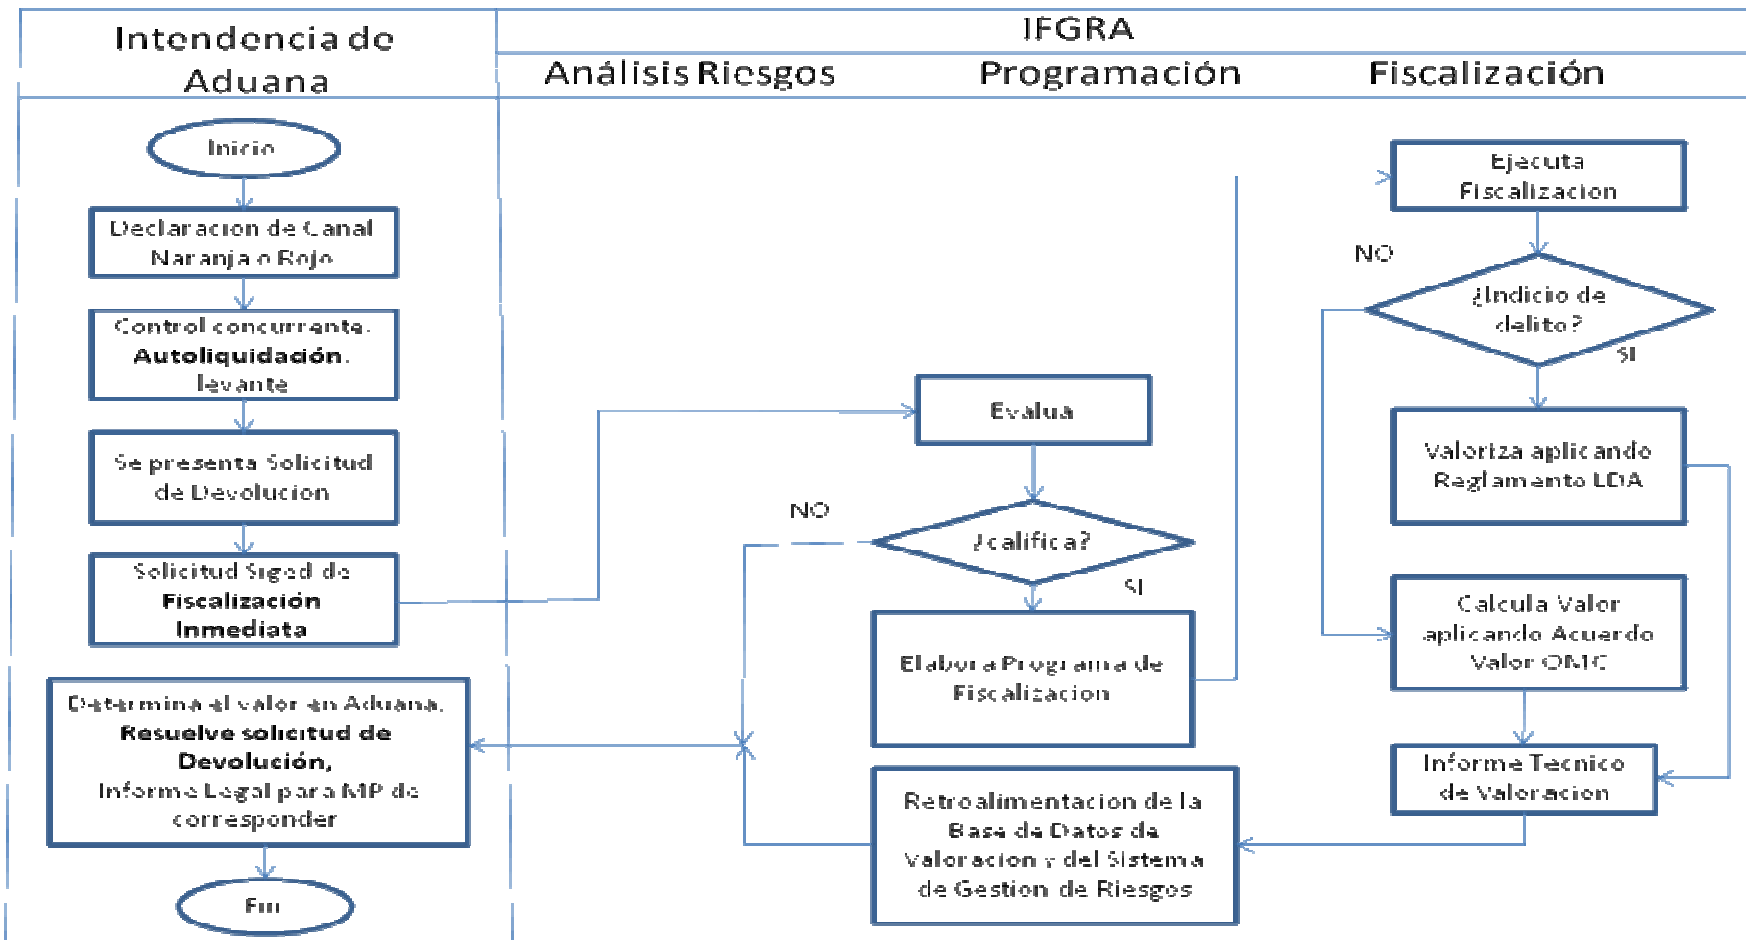 Intendencia de
Aduana
IFGRA
Análisis Riesgos
Programación
Fiscalización
Inicio
Declaracion de Canal
Naranja o Rojo
Control concurrente.
Autoliquidación.
levante
Se presenta Solicitud
de Devolucion
Solicitud Siged de
Fiscalización
Inmediata
Determina el valor en Aduana.
Resuelve solicitud de
Devolución,
Informe Legal para MP de
corresponder
Fin
Evalua
NO
¿califica?
SI
Elabora Programa de
Fiscalizacion
Retroalimentacion de la
Base de Datos de
Valoracion y del Sistema
de Gestion de Riesgos
Ejecuta
Fiscalizacion
NO
¿Indicio de
delito?
SI
Valoriza aplicando
Reglamento LDA
Calcula Valor
aplicando Acuerdo
Valor OMC
Informe Tecnico
de Valoracion